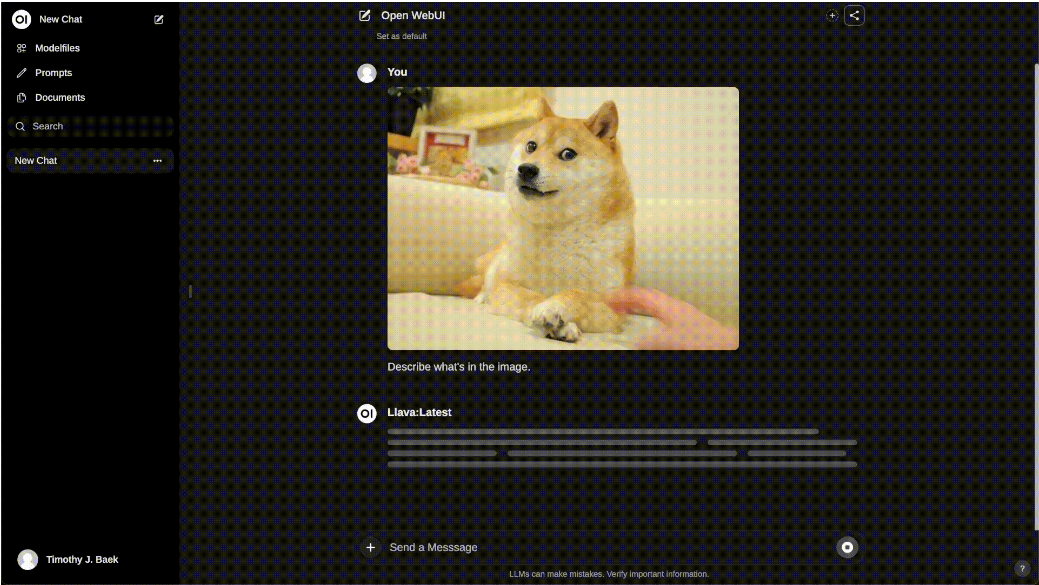 OI New Chat
Modelfiles
Prompts
Documents
Search
New Chat
Timothy J. Baek
Open WebUI
Set as default
You
Describe what's in the image.
OI Llava:Latest
Send a Messsage
LLMs can make mistakes. Verify important information.
?